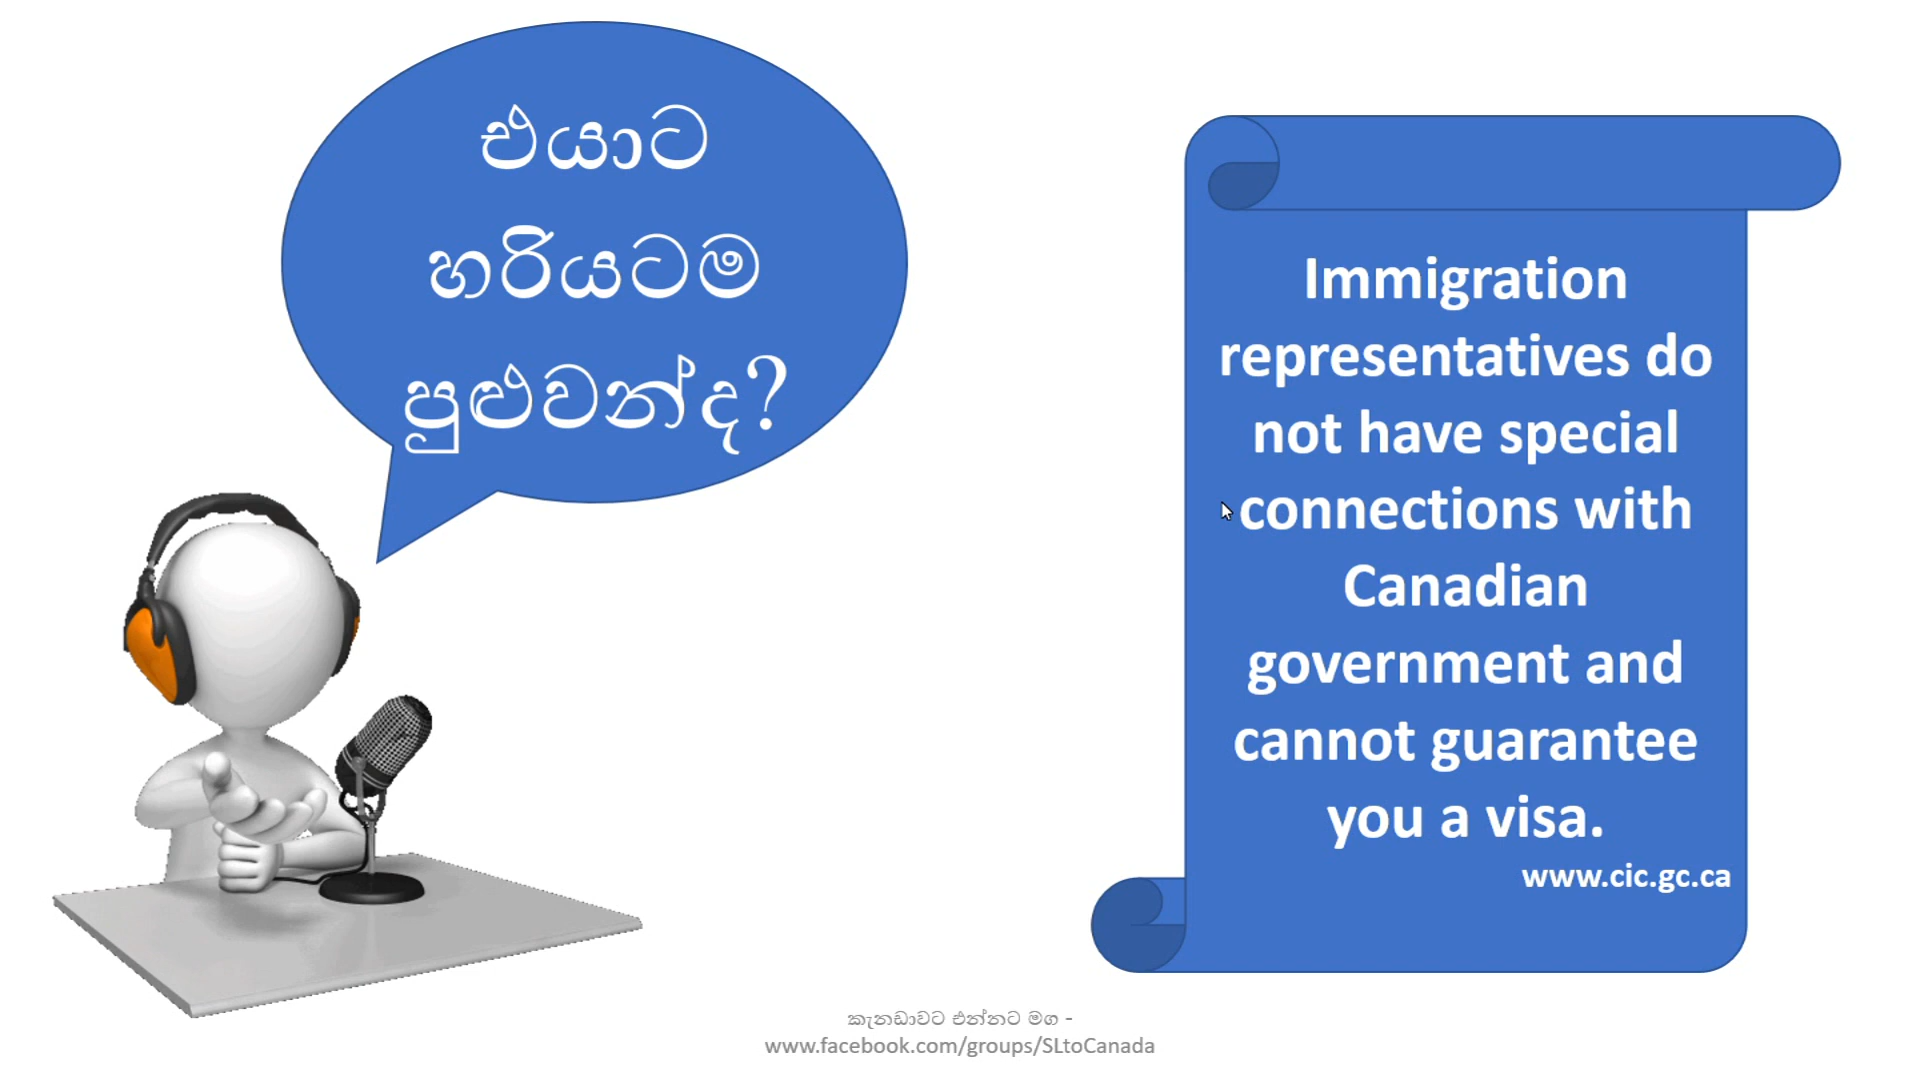 එයාට
හරියටම
පුළුවන්ද?
Immigration
representatives do
not have special
connections with
Canadian
government and
cannot guarantee
you a visa.
www.cic.gc.ca
කැනඩාවට එන්නට මග -
www.facebook.com/groups/SLtoCanada